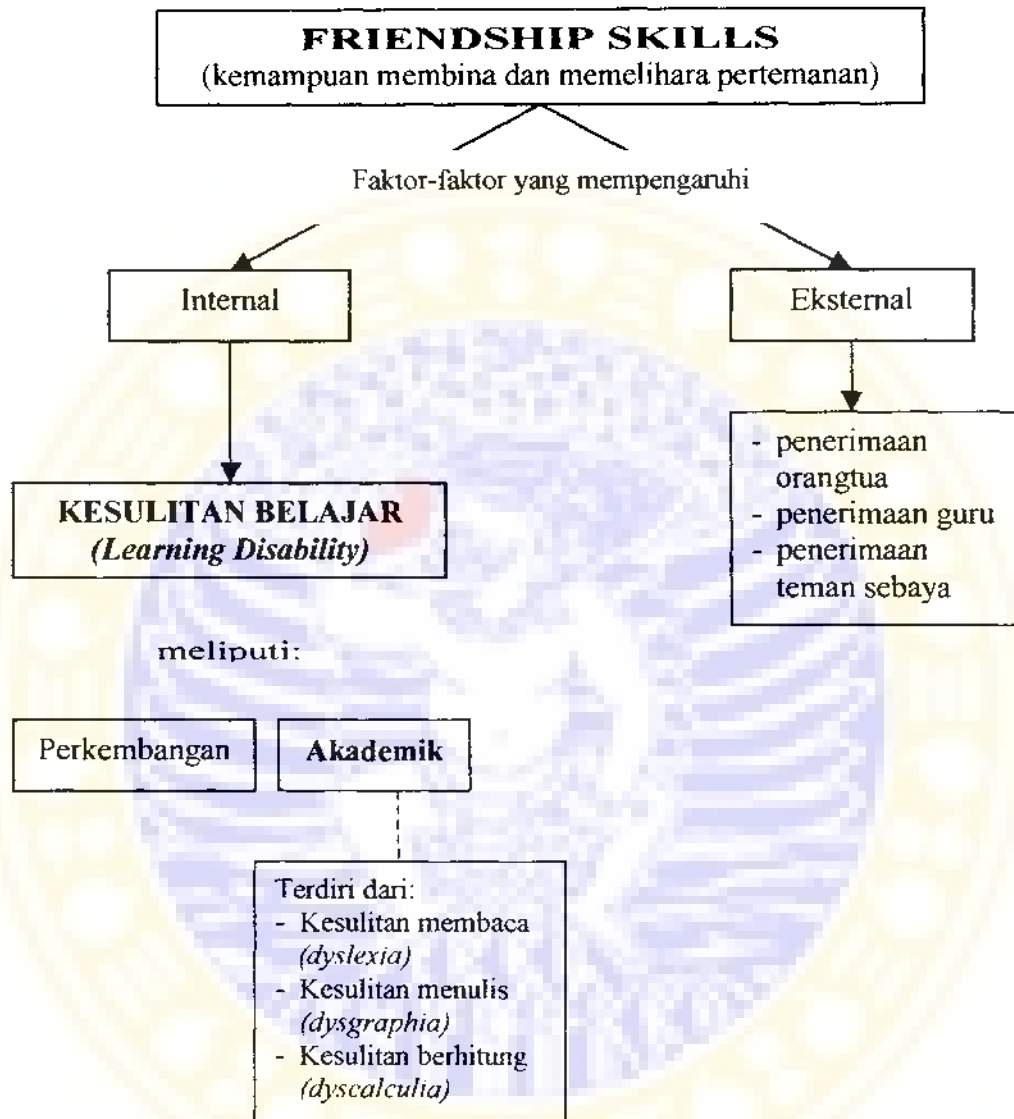 FRIENDSHIP SKILLS
(kemampuan membina dan memelihara pertemanan)
Faktor-faktor yang mempengaruhi
Internal
Eksternal
- penerimaan
orangtua
- penerimaan guru
- penerimaan
teman sebaya
KESULITAN BELAJAR
(Learning Disability)
meliputi:
Perkembangan
Akademik
Terdiri dari:
- Kesulitan membaca
(dyslexia)
- Kesulitan menulis
(dysgraphia)
- Kesulitan berhitung
(dyscalculia)